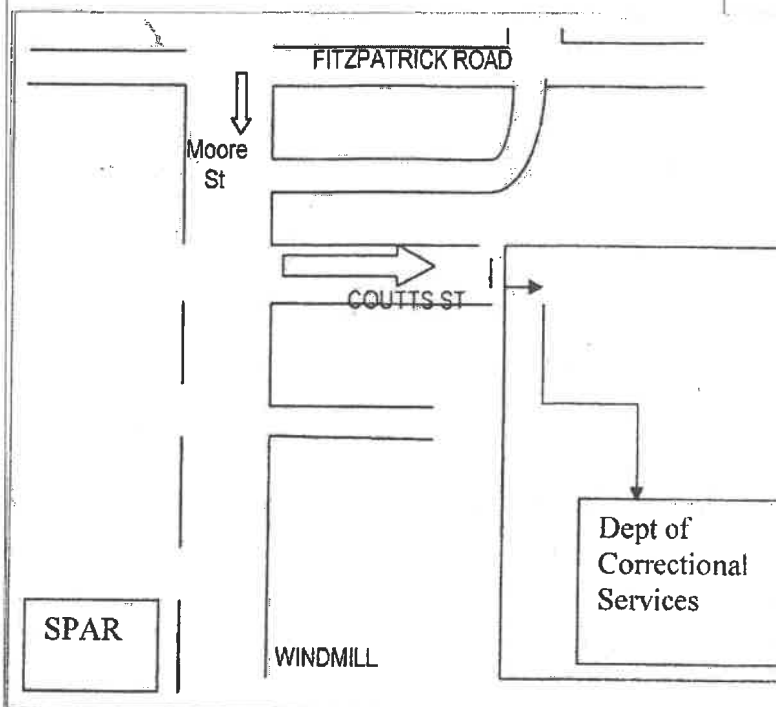 FITZPATRICK ROAD
Moore
St
COUTTS ST
Dept of
Correctional
Services
SPAR
WINDMILL